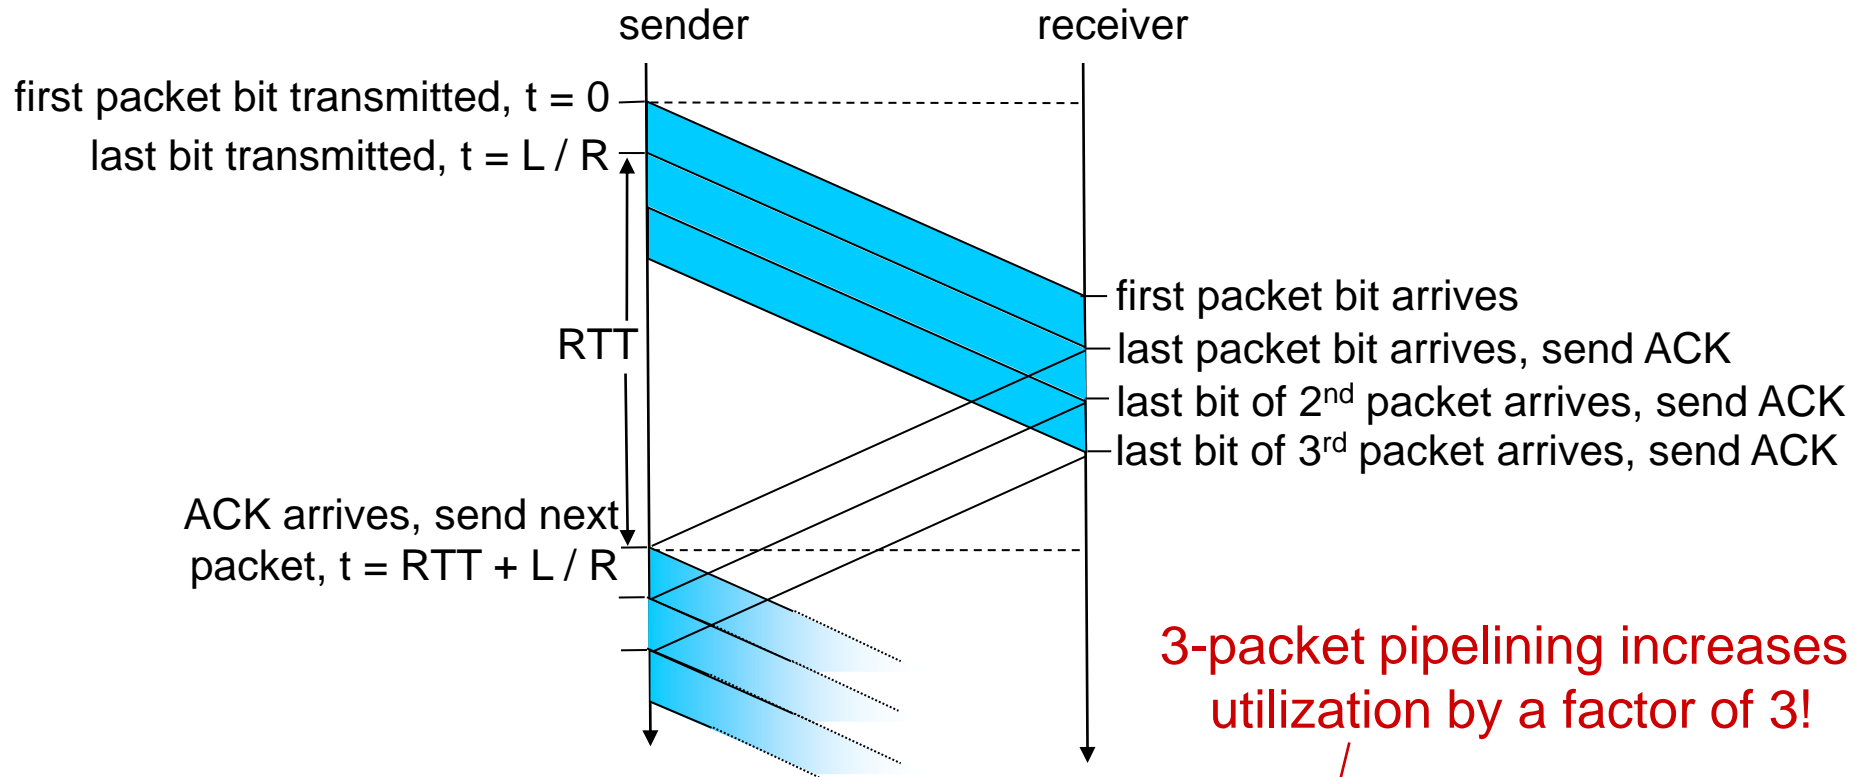 sender
receiver
first packet bit transmitted, t = 0
last bit transmitted, t = L / R
RTT
first packet bit arrives
last packet bit arrives, send ACK
last bit of 2nd packet arrives, send ACK
last bit of 3rd packet arrives, send ACK
ACK arrives, send next
packet, t = RTT + L / R
3-packet pipelining increases
utilization by a factor of 3!